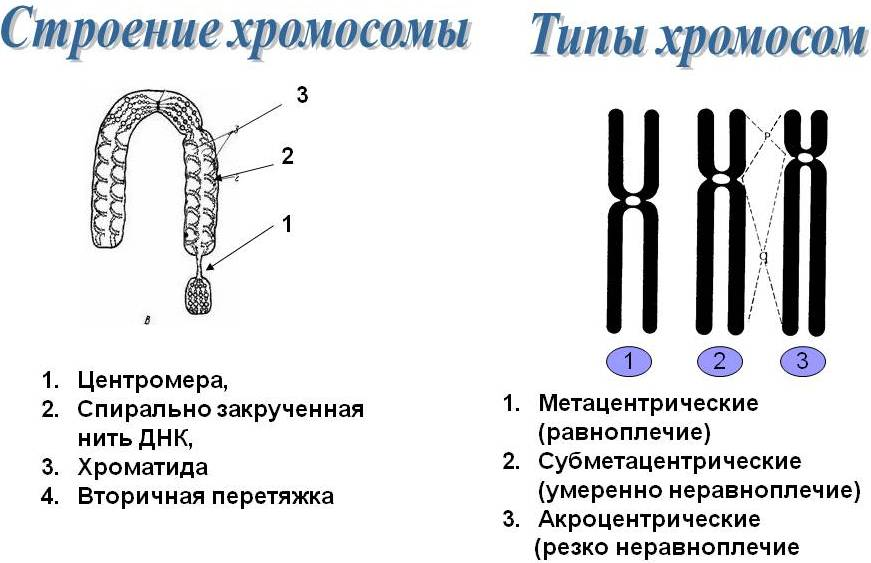 Строение хромосомы
3
2
1
в
1. Центромера,
2. Спирально закрученная
нить ДНК,
3. Хроматида
4. Вторичная перетяжка
Типы хромосом
p
q
1 2 3
1. Метацентрические
(равноплечие)
2. Субметацентрические
(умеренно неравноплечие)
3. Акроцентрические
(резко неравноплечие